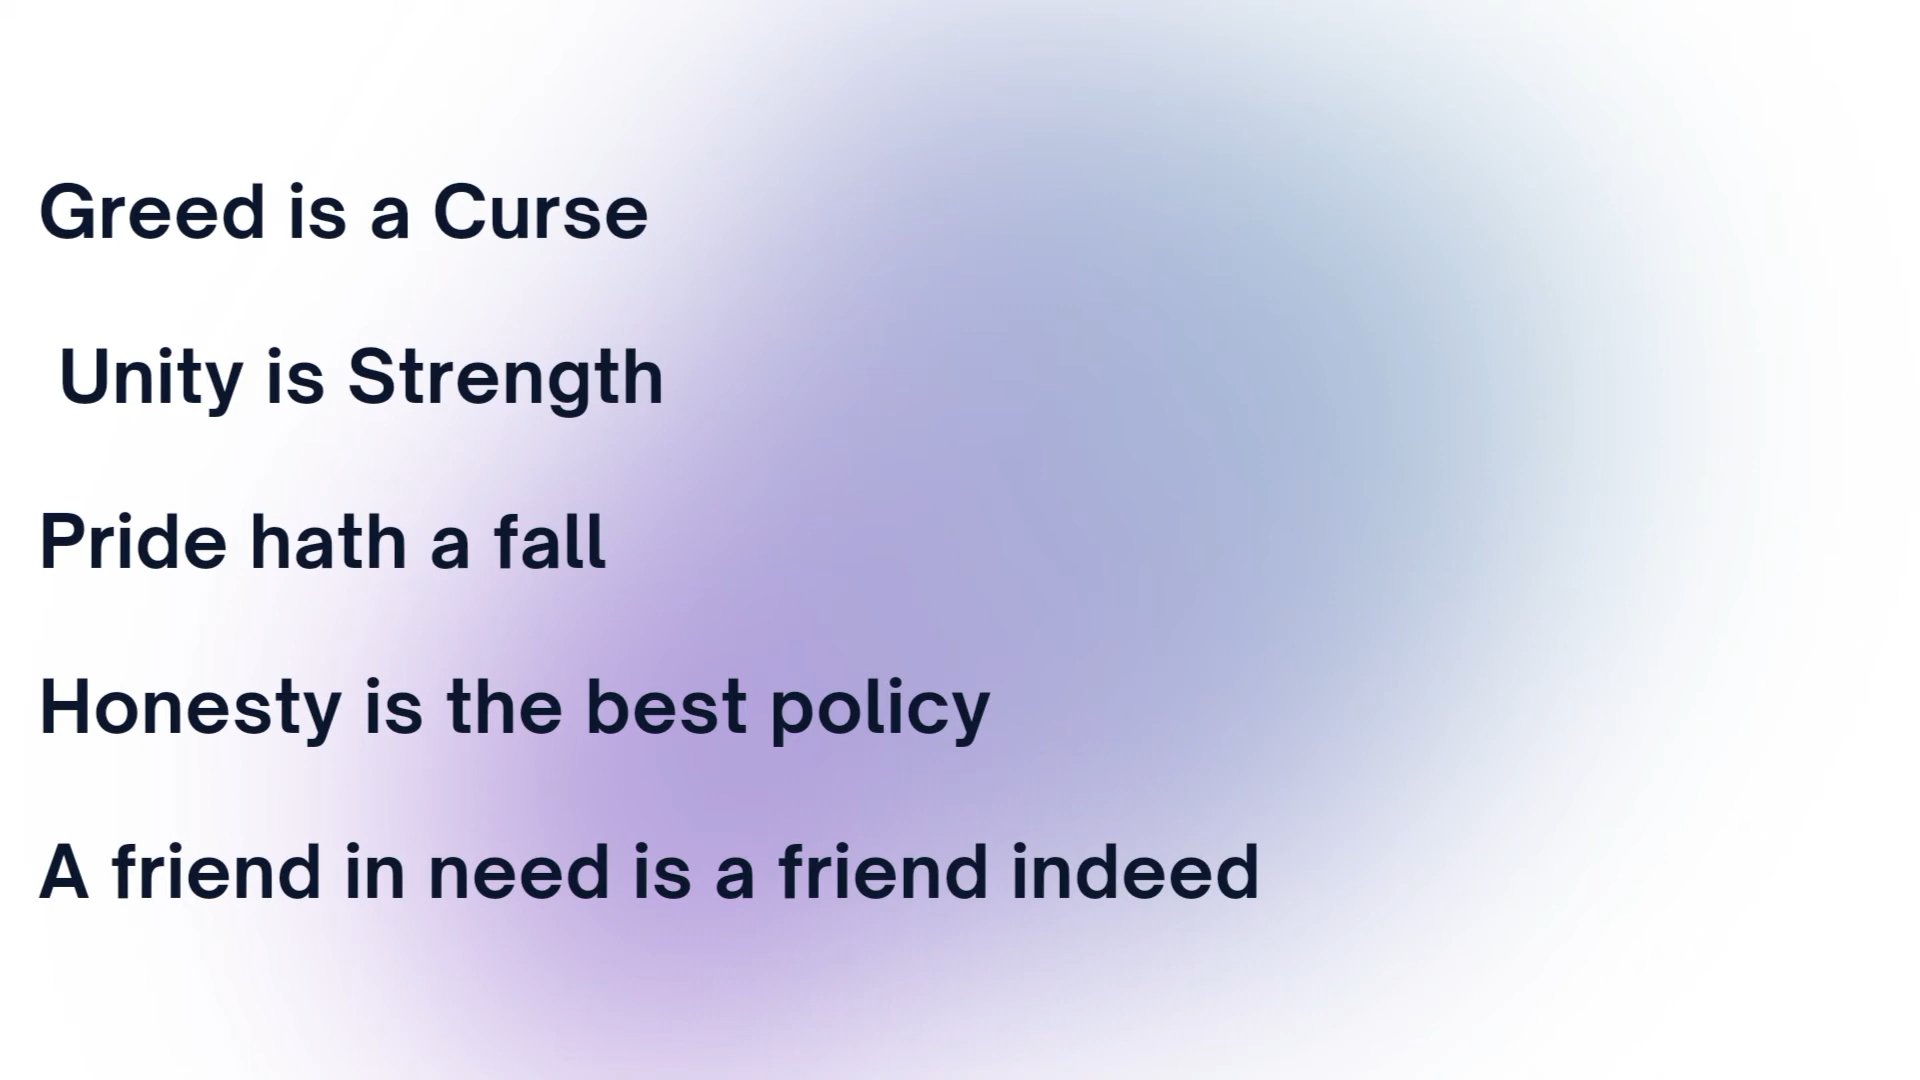 Greed is a Curse
Unity is Strength
Pride hath a fall
Honesty is the best policy
A friend in need is a friend indeed